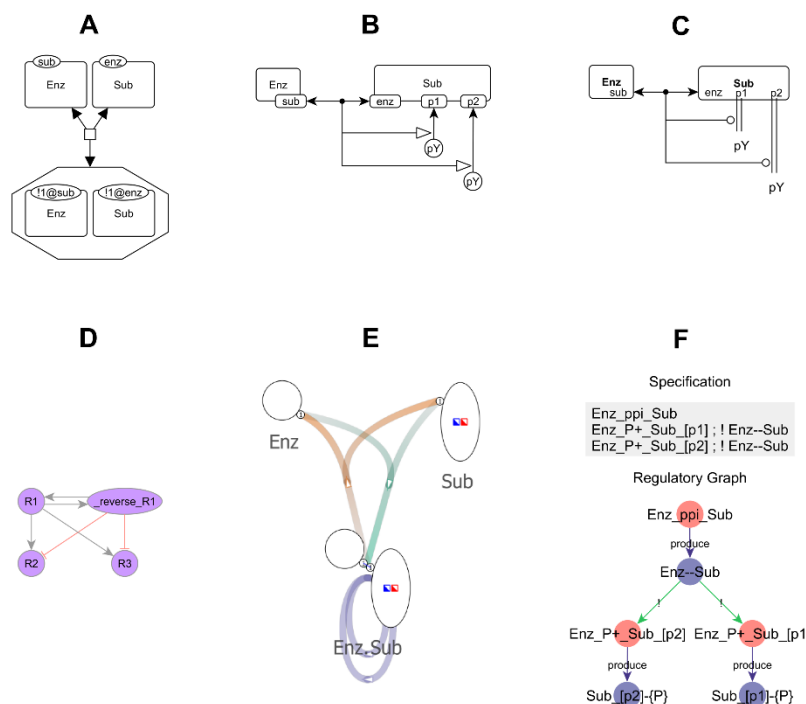 A
B
C
sub
enz
Enz
Sub
!1@sub
!1@enz
Enz
Sub
Enz
Sub
sub
enz
p1
p2
pY
pY
Enz
sub
Sub
enz
p1
p2
pY
pY
D
E
F
R1
_reverse_R1
R2
R3
Enz
Sub
Enz.Sub
Specification
Enz_ppi_Sub
Enz_P+_Sub_[p1] ; ! Enz--Sub
Enz_P+_Sub_[p2] ; ! Enz--Sub
Regulatory Graph
Enz_ppi_Sub
produce
Enz--Sub
! !
Enz_P+_Sub_[p2] Enz_P+_Sub_[p1
produce produce
Sub_[p2]-{P} Sub_[p1]-{P}